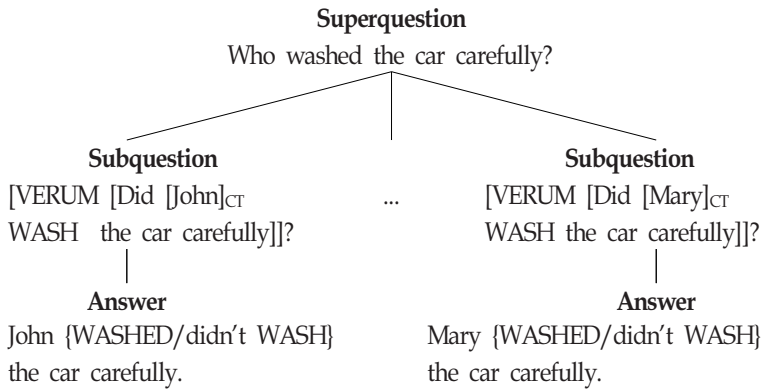 Superquestion
Who washed the car carefully?
Subquestion
[VERUM [Did [John]CT
WASH the car carefully]]?
...
Subquestion
[VERUM [Did [Mary]CT
WASH the car carefully]]?
Answer
John {WASHED/didn't WASH}
the car carefully.
Answer
Mary {WASHED/didn't WASH}
the car carefully.